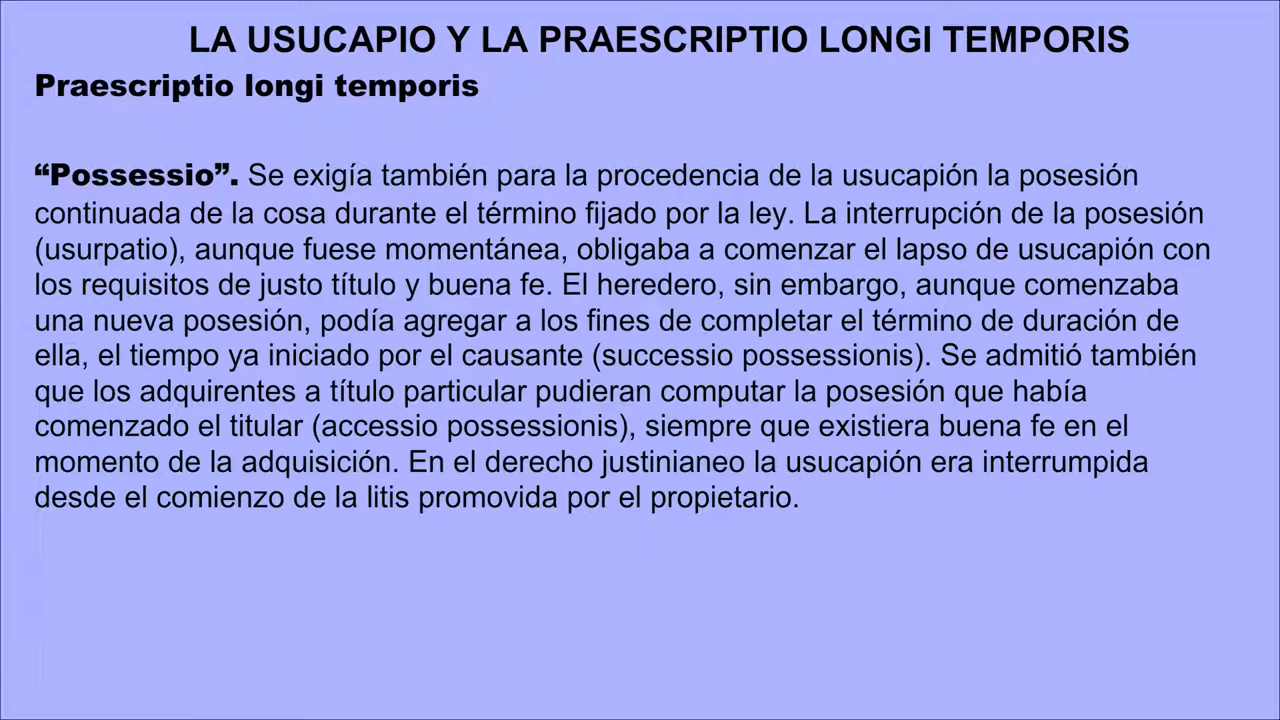 LA USUCAPIO Y LA PRAESCRIPTIO LONGI TEMPORIS
Praescriptio longi temporis
“Possessio”. Se exigía también para la procedencia de la usucapión la posesión
continuada de la cosa durante el término fijado por la ley. La interrupción de la posesión
(usurpatio), aunque fuese momentánea, obligaba a comenzar el lapso de usucapión con
los requisitos de justo título y buena fe. El heredero, sin embargo, aunque comenzaba
una nueva posesión, podía agregar a los fines de completar el término de duración de
ella, el tiempo ya iniciado por el causante (successio possessionis). Se admitió también
que los adquirentes a título particular pudieran computar la posesión que había
comenzado el titular (accessio possessionis), siempre que existiera buena fe en el
momento de la adquisición. En el derecho justinianeo la usucapión era interrumpida
desde el comienzo de la litis promovida por el propietario.